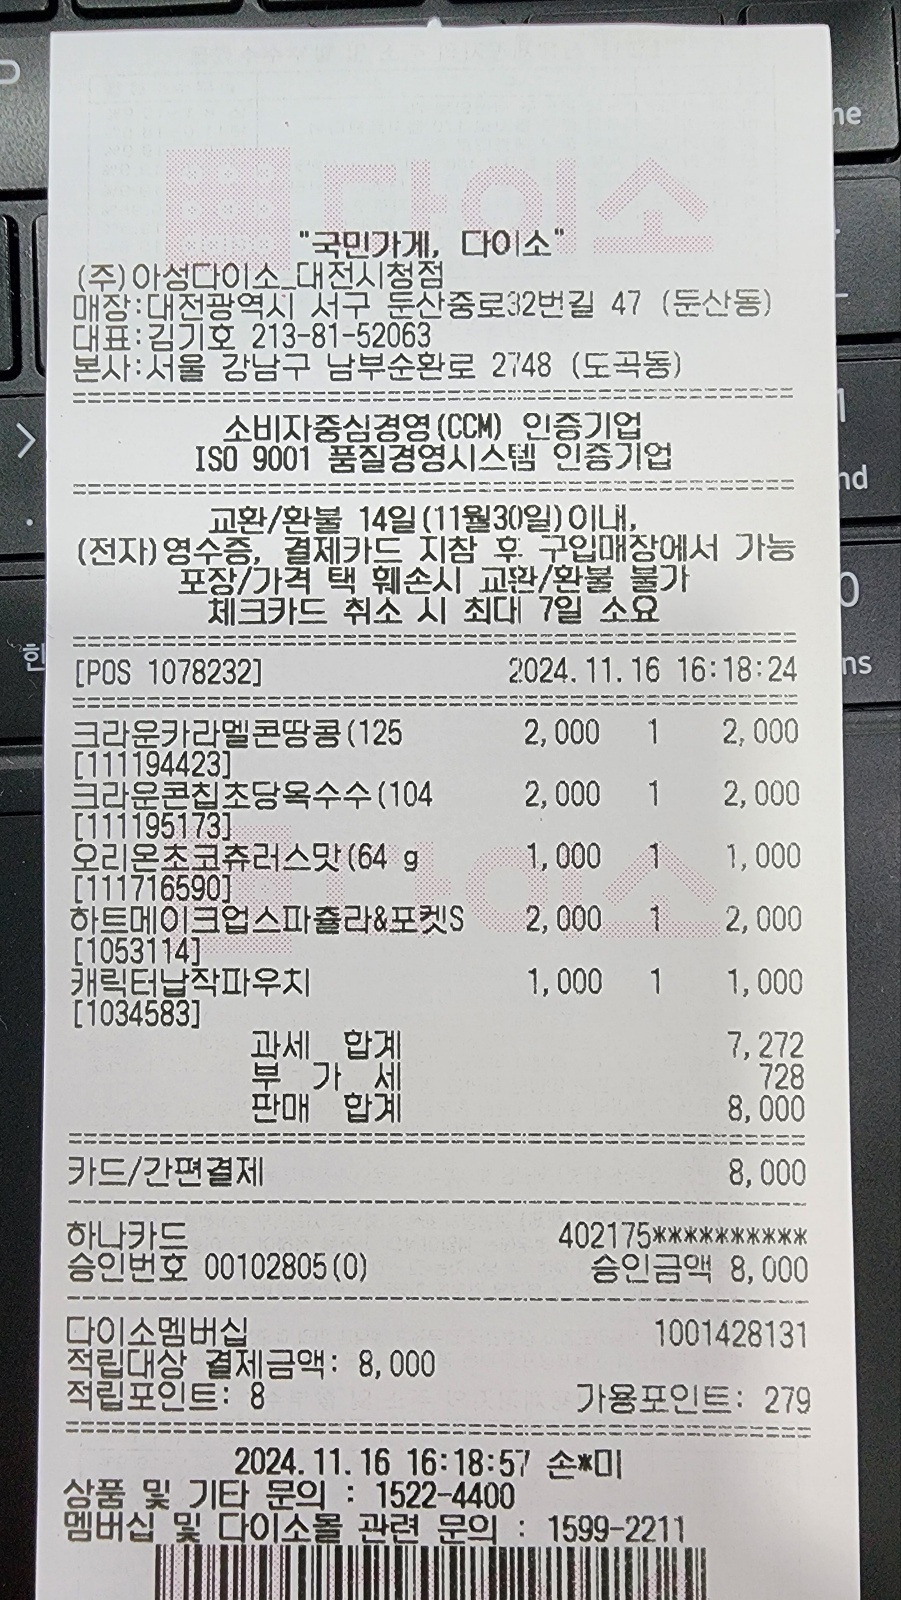 다이소
"국민가게, 다이소"
(주)아성다이소_대전시청점
매장:대전광역시 서구 둔산중로32번길 47 (둔산동)
대표:김기호 213-81-52063
본사:서울 강남구 남부순환로 2748 (도곡동)
소비자중심경영(CCM) 인증기업
ISO 9001 품질경영시스템 인증기업
교환/환불 14일(11월30일)이내,
(전자)영수증, 결제카드 지참 후 구입매장에서 가능
포장/가격 택 훼손시 교환/환불 불가
체크카드 취소 시 최대 7일 소요
[POS 1078232] 2024.11.16 16:18:24
크라운카라멜콘땅콩(125 2,000 1 2,000
[111194423]
크라운콘칩초당옥수수(104 2,000 1 2,000
[111195173]
오리온초코츄러스맛(64 g 1,000 1 1,000
[111716590]
하트메이크업스파츌라&포켓S 2,000 1 2,000
[1053114]
캐릭터납작파우치 1,000 1 1,000
[1034583]
과세 합계 7,272
부 가 세 728
판매 합계 8,000
카드/간편결제 8,000
하나카드 402175**********
승인번호 00102805(0) 승인금액 8,000
다이소멤버십 1001428131
적립대상 결제금액: 8,000
적립포인트: 8 가용포인트: 279
2024.11.16 16:18:57 손*미
상품 및 기타 문의 : 1522-4400
멤버십 및 다이소몰 관련 문의 : 1599-2211